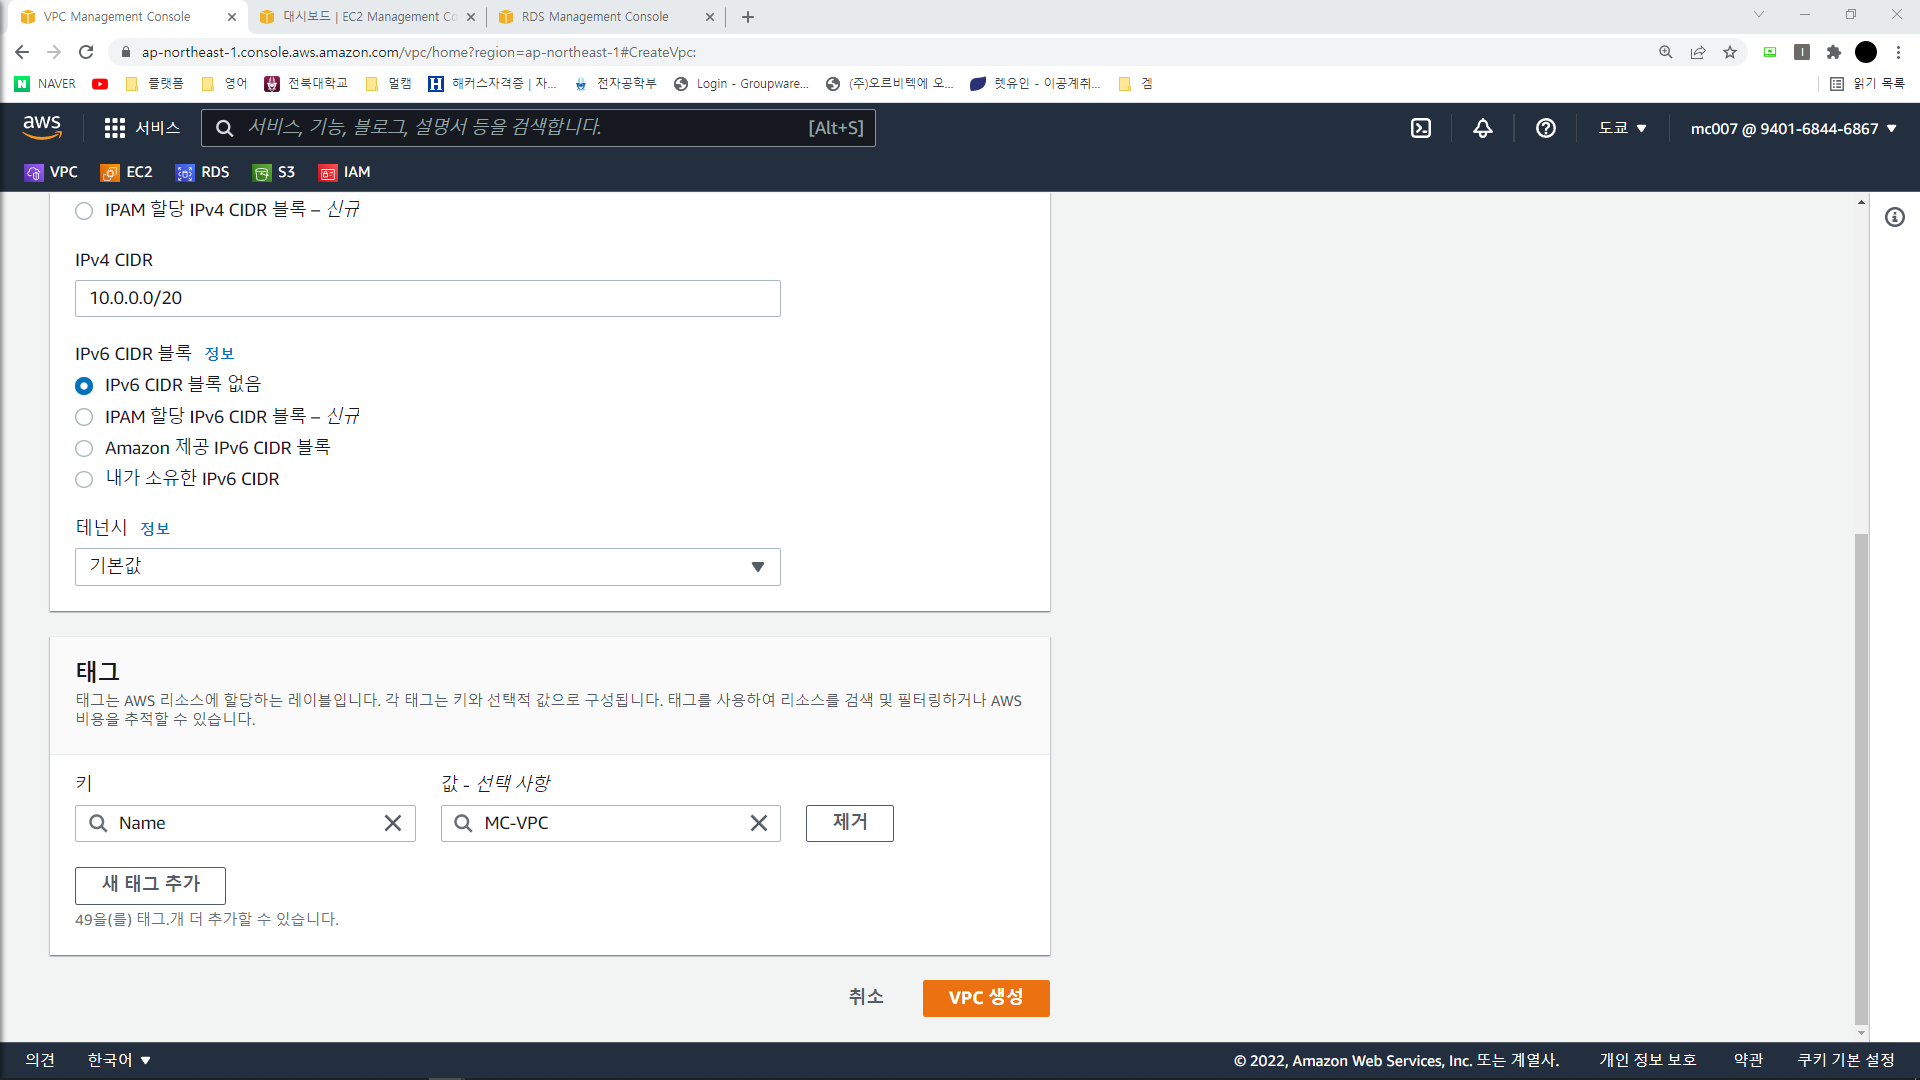 VPC Management Console
대시보드 | EC2 Management Co
RDS Management Console
ap-northeast-1.console.aws.amazon.com/vpc/home?region=ap-northeast-1#CreateVpc:
NAVER 플랫폼 영어 전북대학교 멀캠 해커스자격증 | 자... 전자공학부 Login - Groupware... (주)오르비텍에 오... 렛유인 - 이공계취... 겜 읽기 목록
aws 서비스 서비스, 기능, 블로그, 설명서 등을 검색합니다. [Alt+S] 도쿄 mc007 @ 9401-6844-6867
VPC EC2 RDS S3 IAM
IPAM 할당 IPv4 CIDR 블록 – 신규
IPv4 CIDR
10.0.0.0/20
IPv6 CIDR 블록 정보
IPv6 CIDR 블록 없음
IPAM 할당 IPv6 CIDR 블록 – 신규
Amazon 제공 IPv6 CIDR 블록
내가 소유한 IPv6 CIDR
테넌시 정보
기본값
태그
태그는 AWS 리소스에 할당하는 레이블입니다. 각 태그는 키와 선택적 값으로 구성됩니다. 태그를 사용하여 리소스를 검색 및 필터링하거나 AWS
비용을 추적할 수 있습니다.
키 값 - 선택 사항
Name MC-VPC 제거
새 태그 추가
49을(를) 태그.개 더 추가할 수 있습니다.
취소 VPC 생성
의견 한국어 © 2022, Amazon Web Services, Inc. 또는 계열사. 개인 정보 보호 약관 쿠키 기본 설정